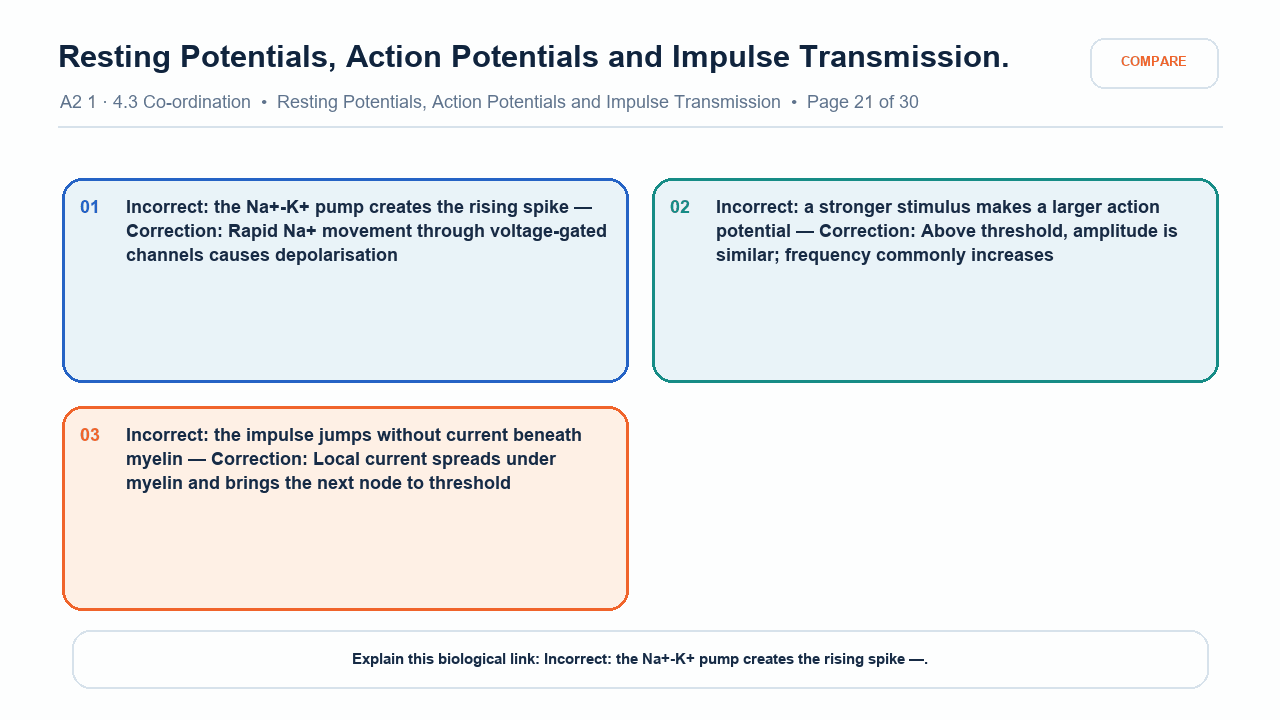 Resting Potentials, Action Potentials and Impulse Transmission.
COMPARE
A2 1 · 4.3 Co-ordination • Resting Potentials, Action Potentials and Impulse Transmission • Page 21 of 30
01
Incorrect: the Na+-K+ pump creates the rising spike —
Correction: Rapid Na+ movement through voltage-gated
channels causes depolarisation
02
Incorrect: a stronger stimulus makes a larger action
potential — Correction: Above threshold, amplitude is
similar; frequency commonly increases
03
Incorrect: the impulse jumps without current beneath
myelin — Correction: Local current spreads under
myelin and brings the next node to threshold
Explain this biological link: Incorrect: the Na+-K+ pump creates the rising spike —.